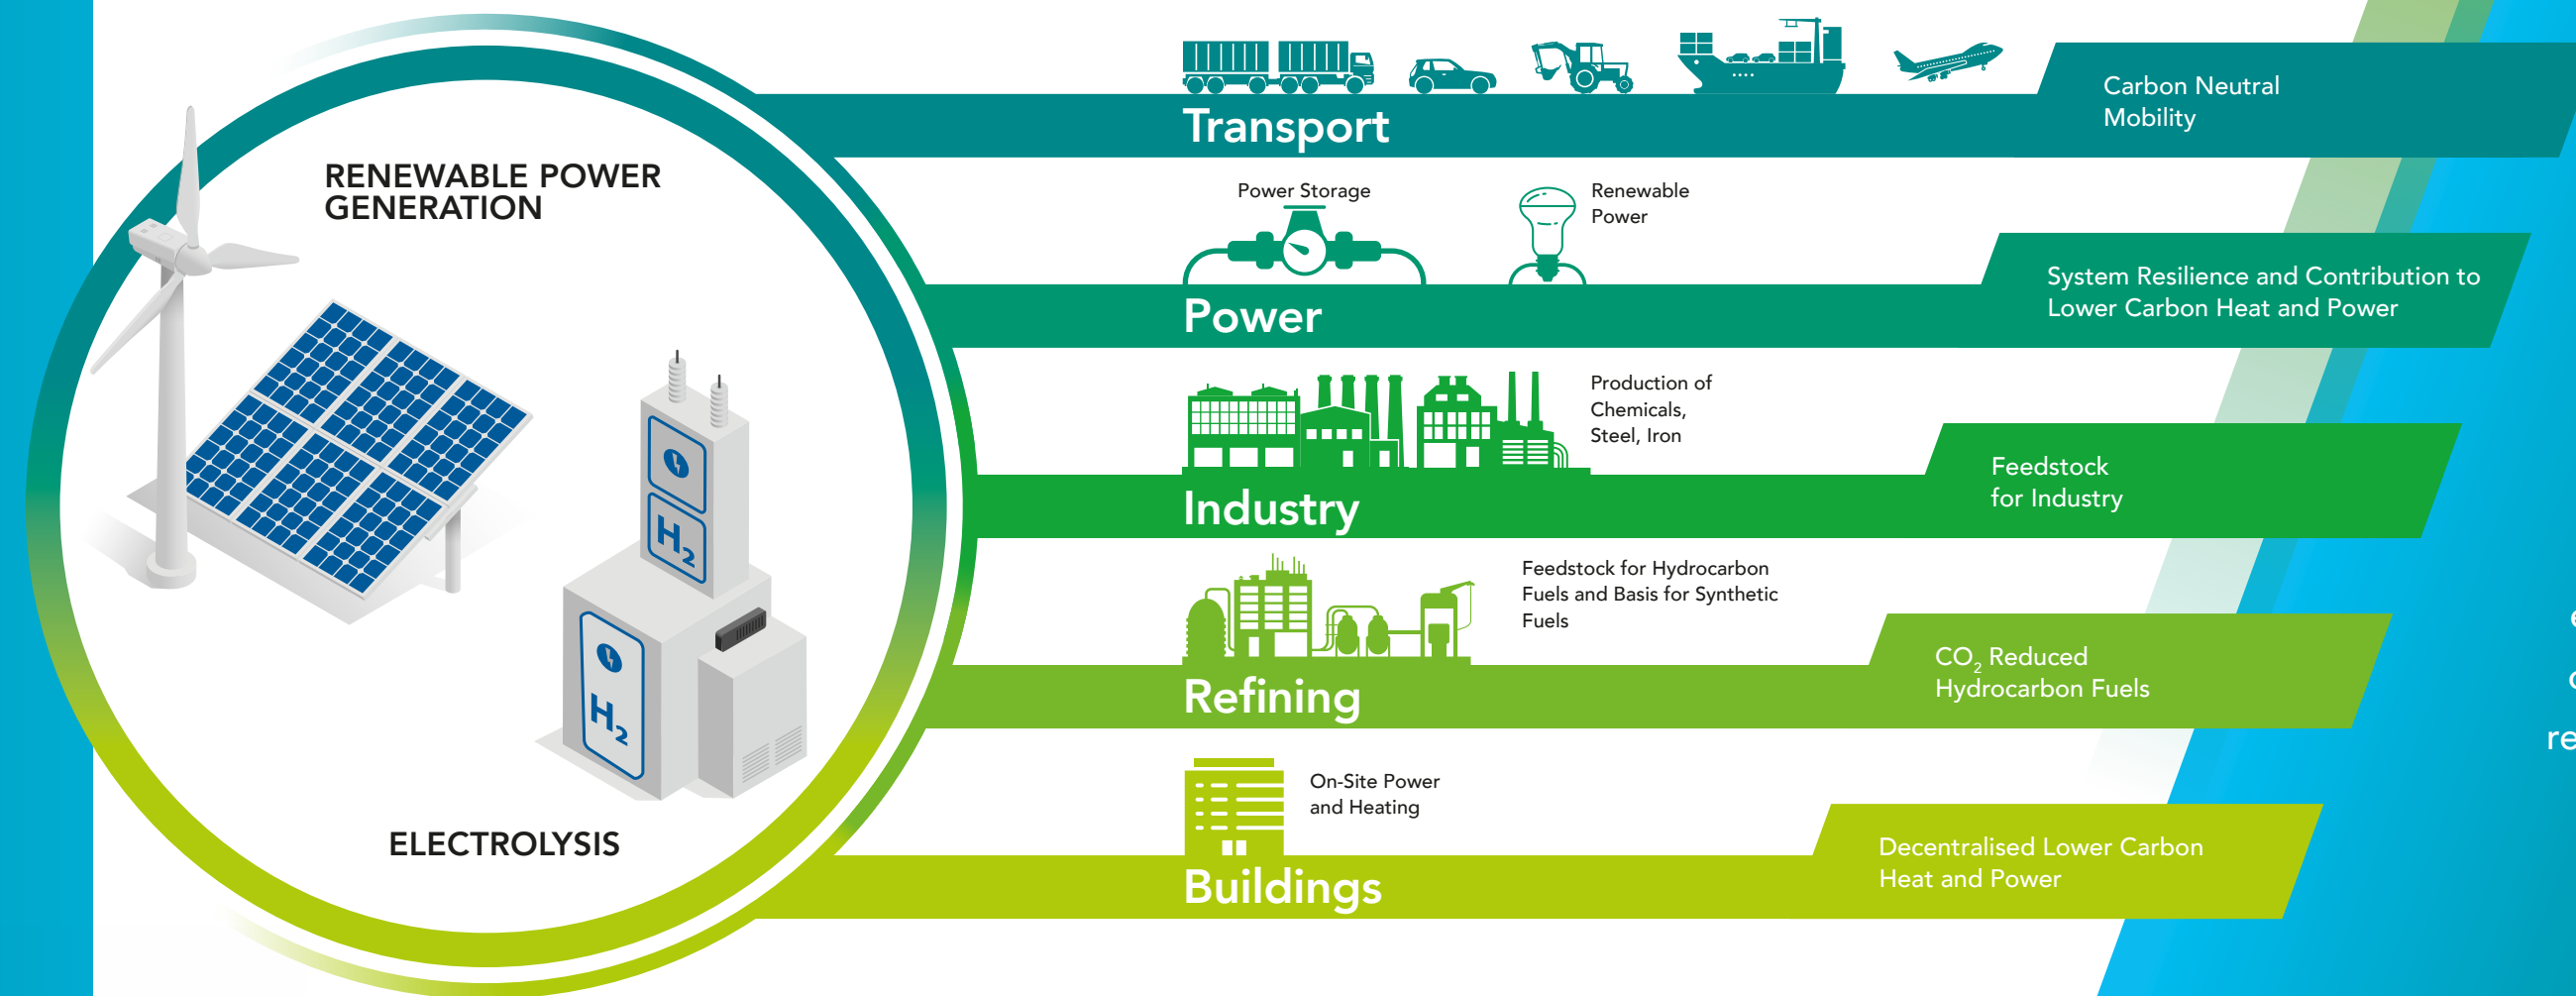 RENEWABLE POWER
GENERATION
H2
H2
ELECTROLYSIS
Transport
Carbon Neutral
Mobility
Power Storage
Renewable
Power
Power
System Resilience and Contribution to
Lower Carbon Heat and Power
Production of
Chemicals,
Steel, Iron
Industry
Feedstock
for Industry
Feedstock for Hydrocarbon
Fuels and Basis for Synthetic
Fuels
Refining
CO2 Reduced
Hydrocarbon Fuels
On-Site Power
and Heating
Buildings
Decentralised Lower Carbon
Heat and Power